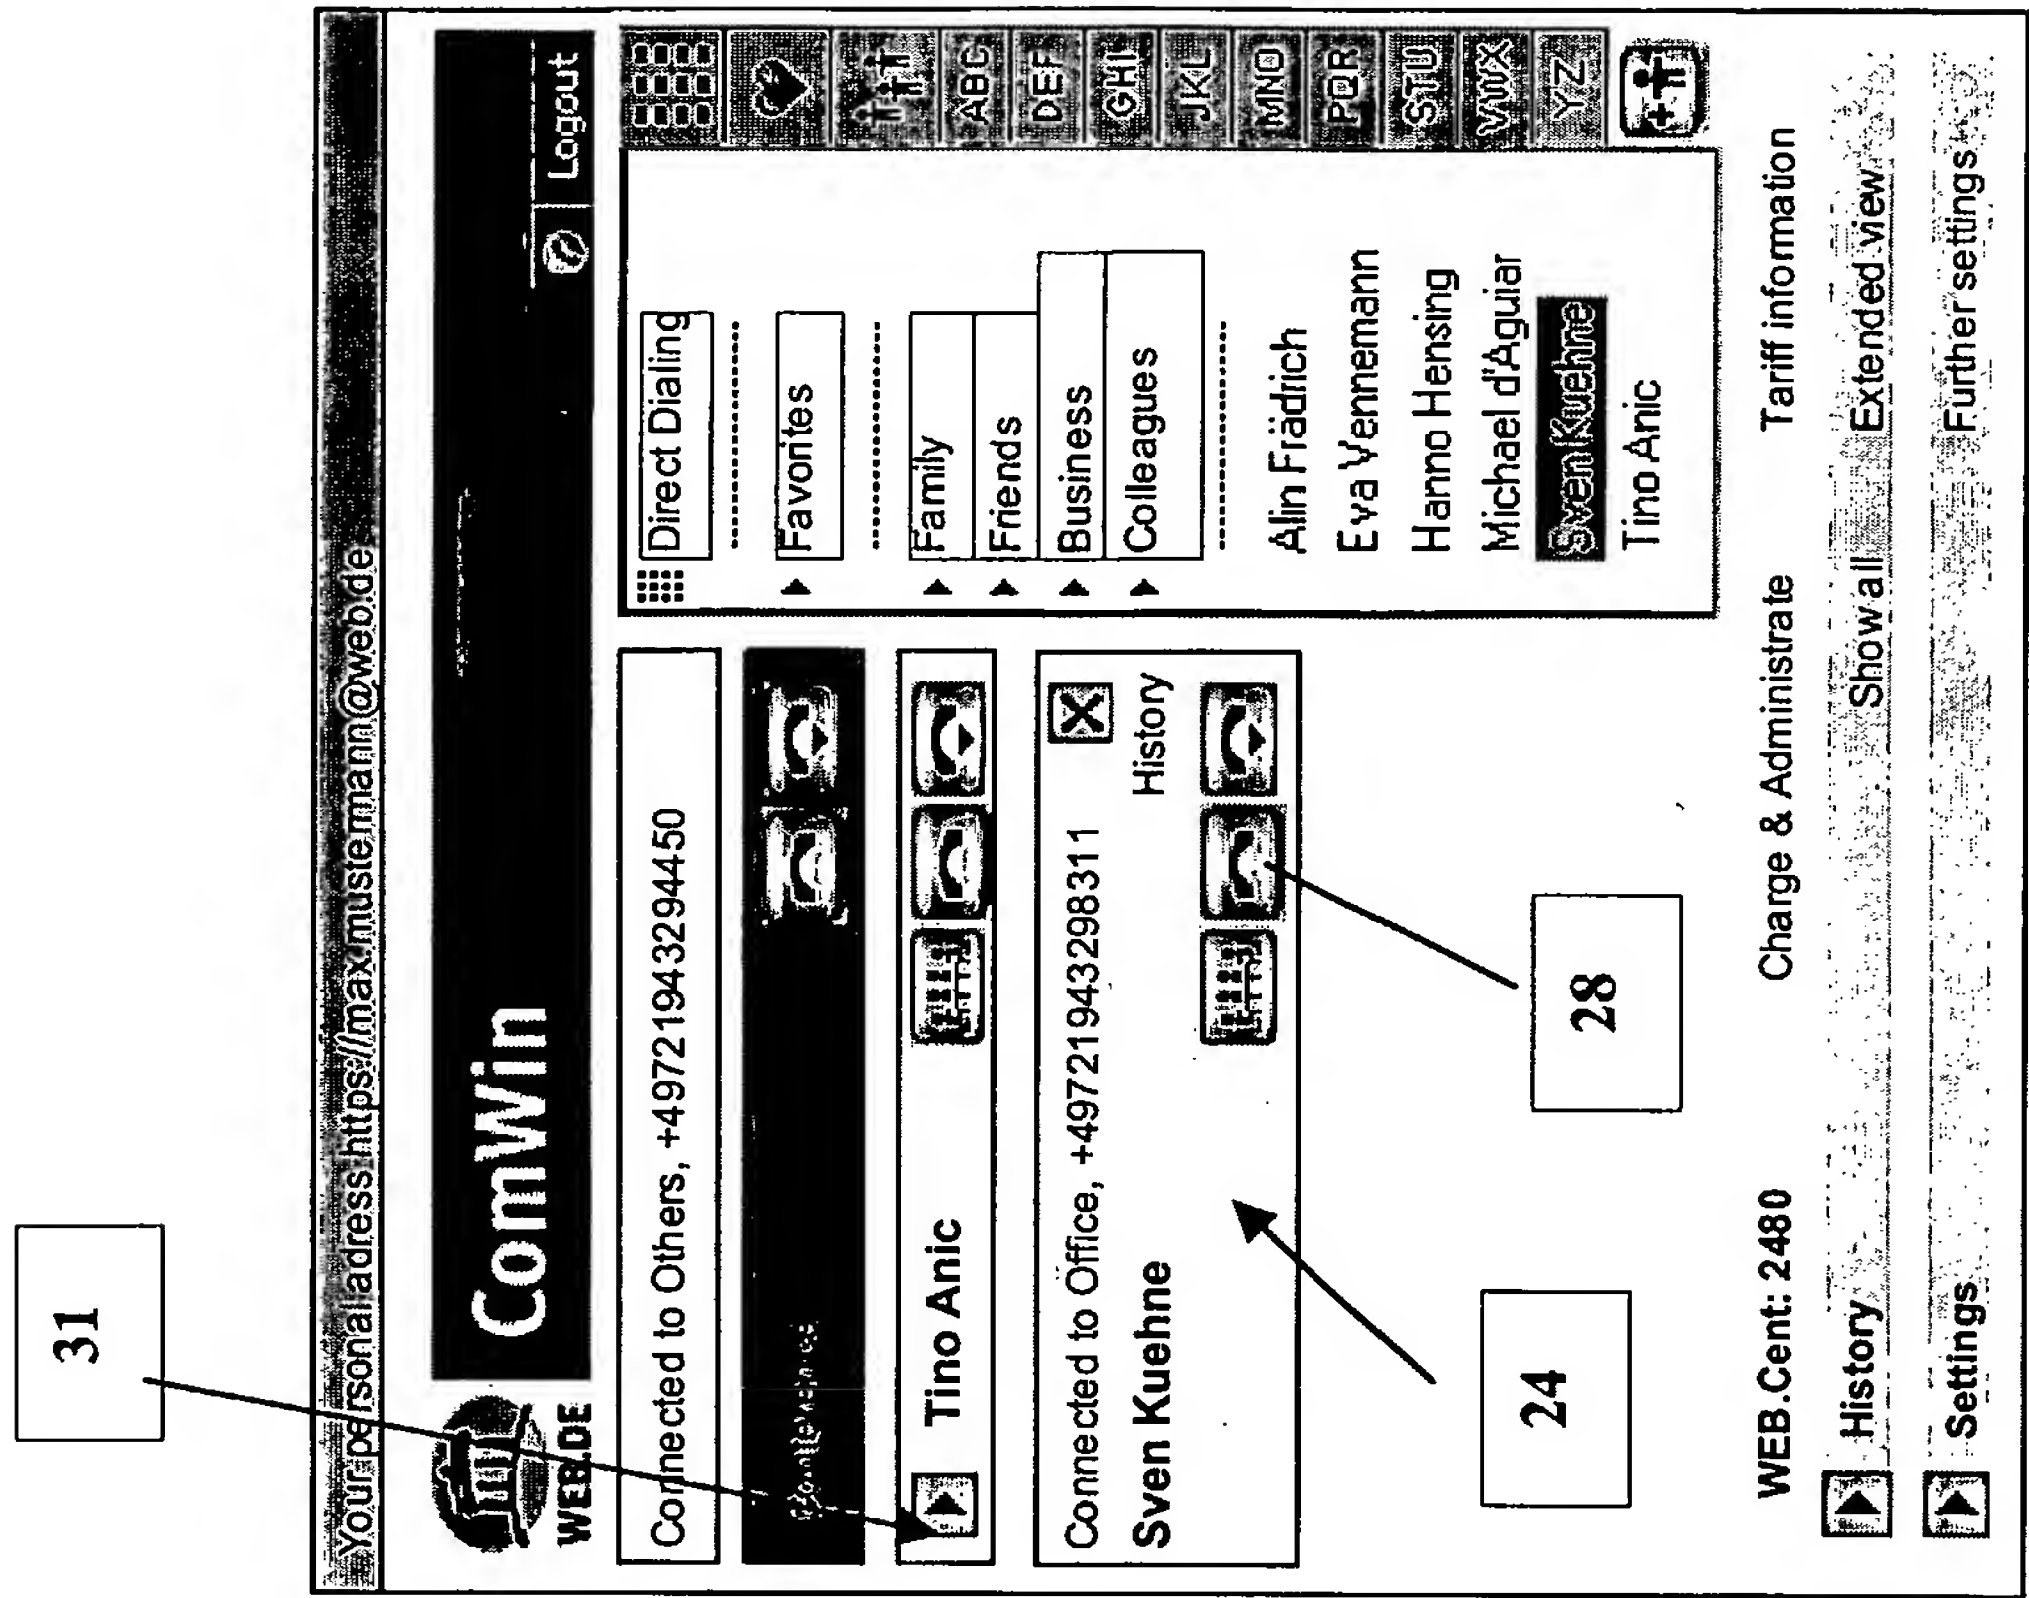 31
Your personal adress:https://max.mustermann@web.de
WEB.DE
ComWin
Logout
Connected to Others, +49721943294450
Conference
Tino Anic
Connected to Office, +49721943298311
Sven Kuehne
History
Direct Dialing
Favorites
Family
Friends
Business
Colleagues
Alin Frädrich
Eva Vennemann
Hanno Hensing
Michael d'Aguiar
Sven Kuehne
Tino Anic
ABC
DEF
GHI
JKL
MNO
PQR
STU
VWX
YZ
24
28
WEB.Cent: 2480
Charge & Administrate
Tariff information
History
Show all
Extended view
Settings
Further settings